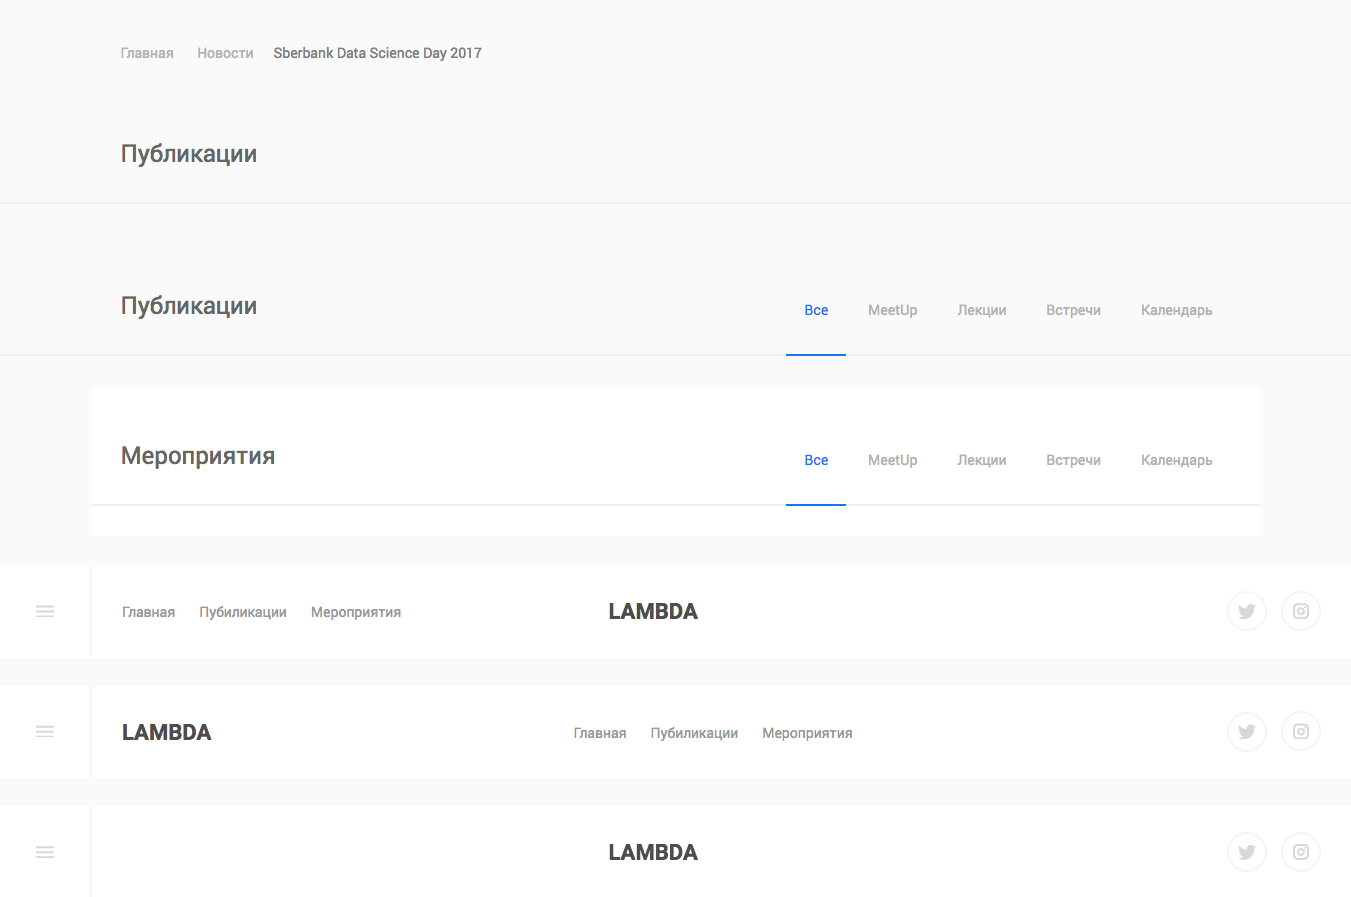 Главная Новости Sberbank Data Science Day 2017
Публикации
Публикации Все MeetUp Лекции Встречи Календарь
Мероприятия Все MeetUp Лекции Встречи Календарь
Главная Публикации Мероприятия LAMBDA
LAMBDA Главная Публикации Мероприятия
LAMBDA